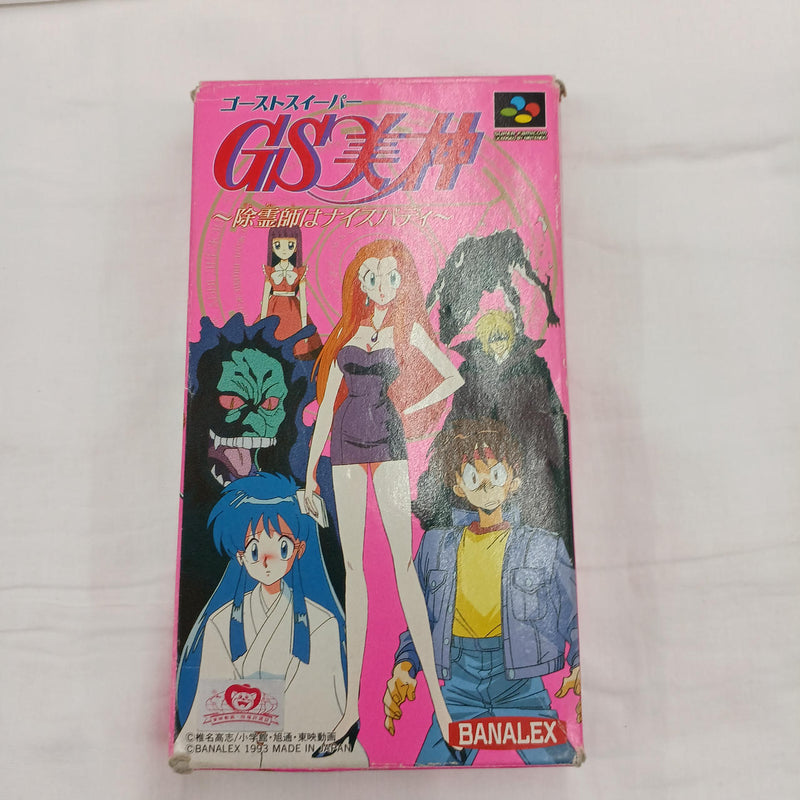 ゴーストスイーパー
GS美神
～除霊師はナイスバディ～
©椎名高志/小学館・旭通・東映動画
©BANALEX 1993 MADE IN JAPAN
BANALEX